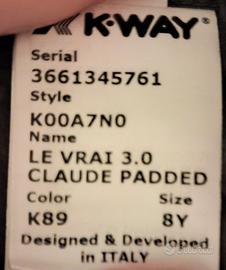 K·WAY®
Serial
3661345761
Style
K00A7N0
Name
LE VRAI 3.0
CLAUDE PADDED
Color Size
K89 8Y
Designed & Developed
in ITALY